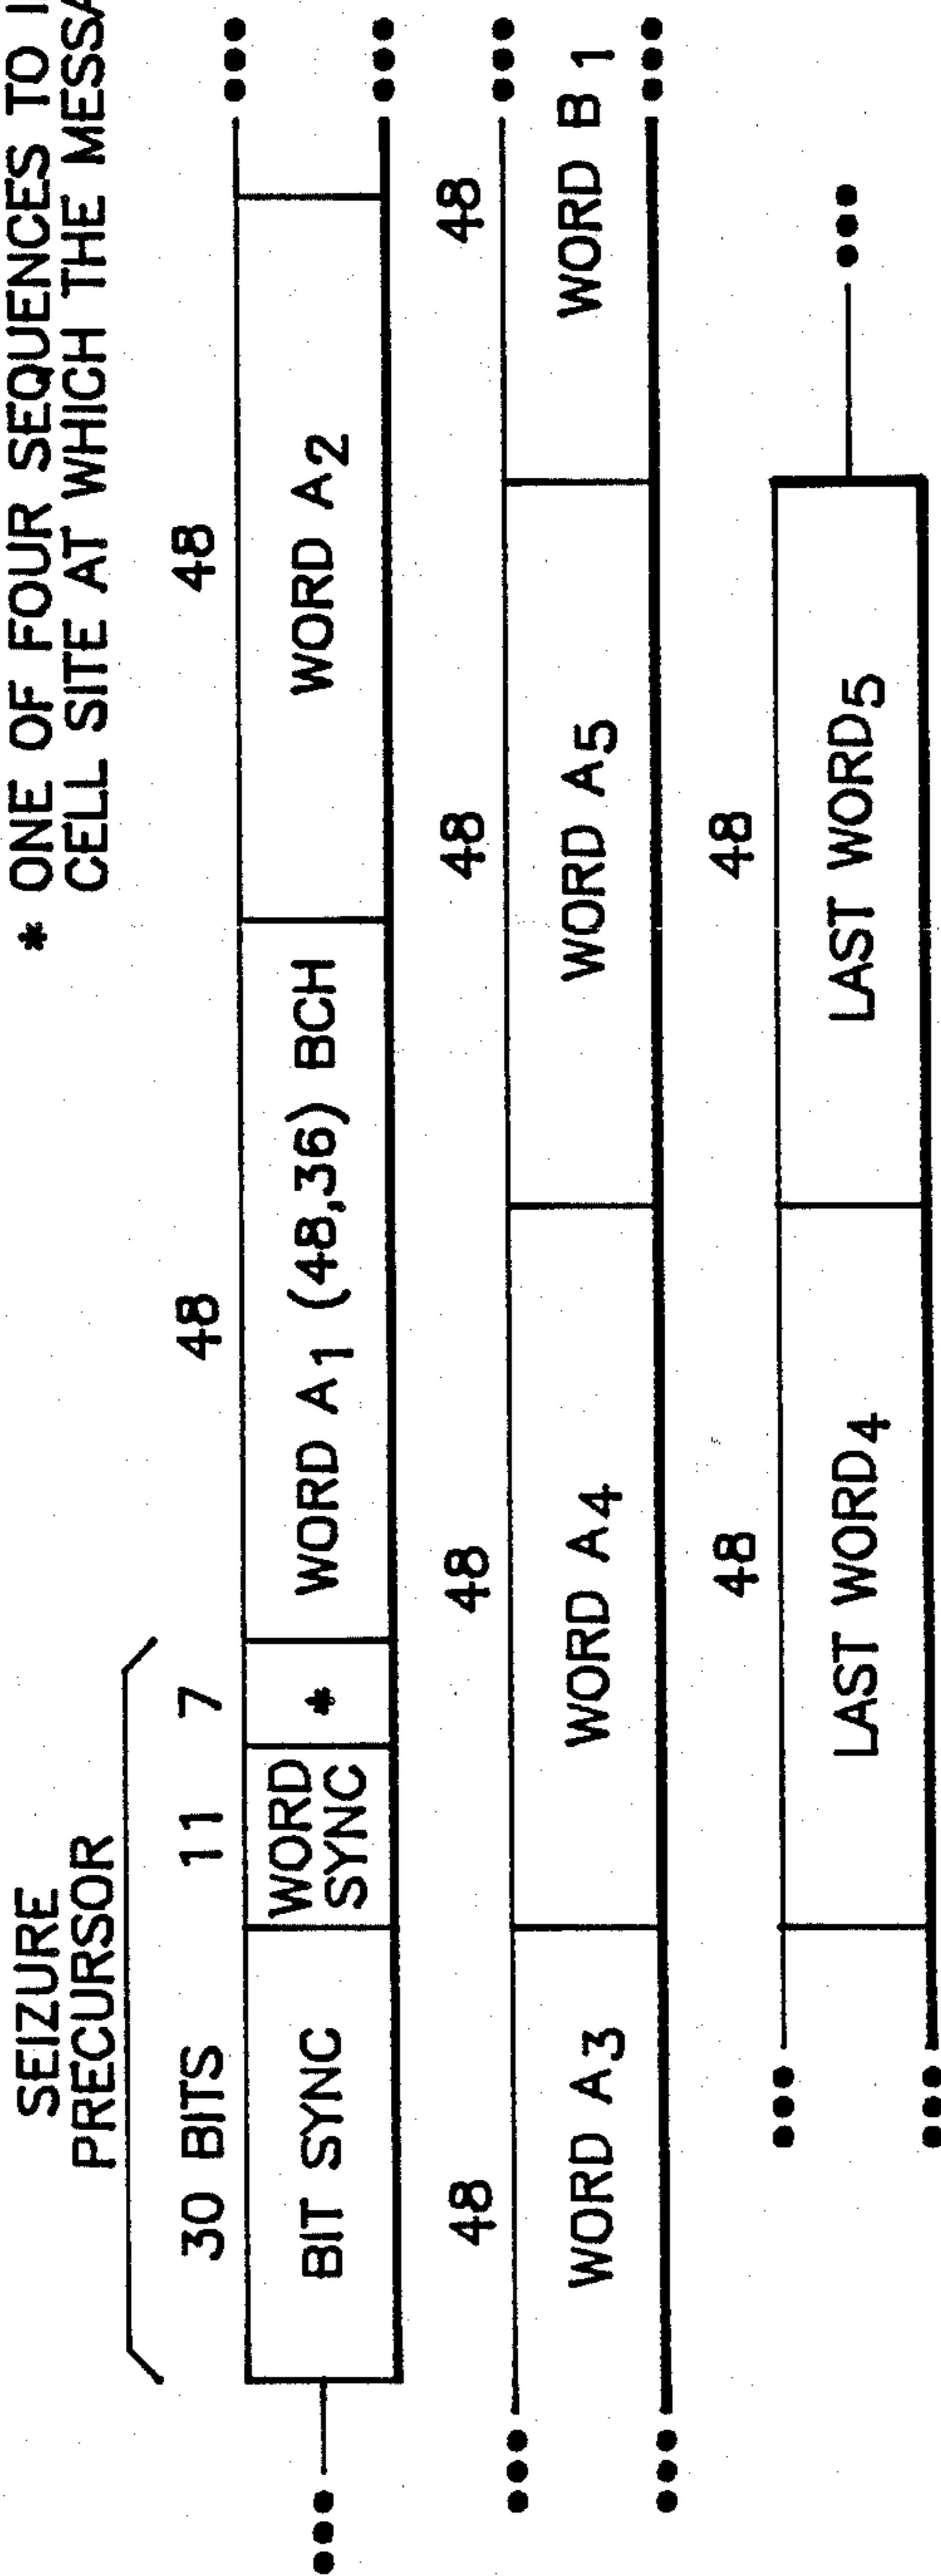 * ONE OF FOUR SEQUENCES TO
CELL SITE AT WHICH THE
SEIZURE
PRECURSOR
30 BITS 11 7 48 48
BIT SYNC WORD SYNC * WORD A1 (48,36) BCH WORD A2
48 48 48 48
WORD A3 WORD A4 WORD A5 WORD B1
48 48
LAST WORD4 LAST WORD5